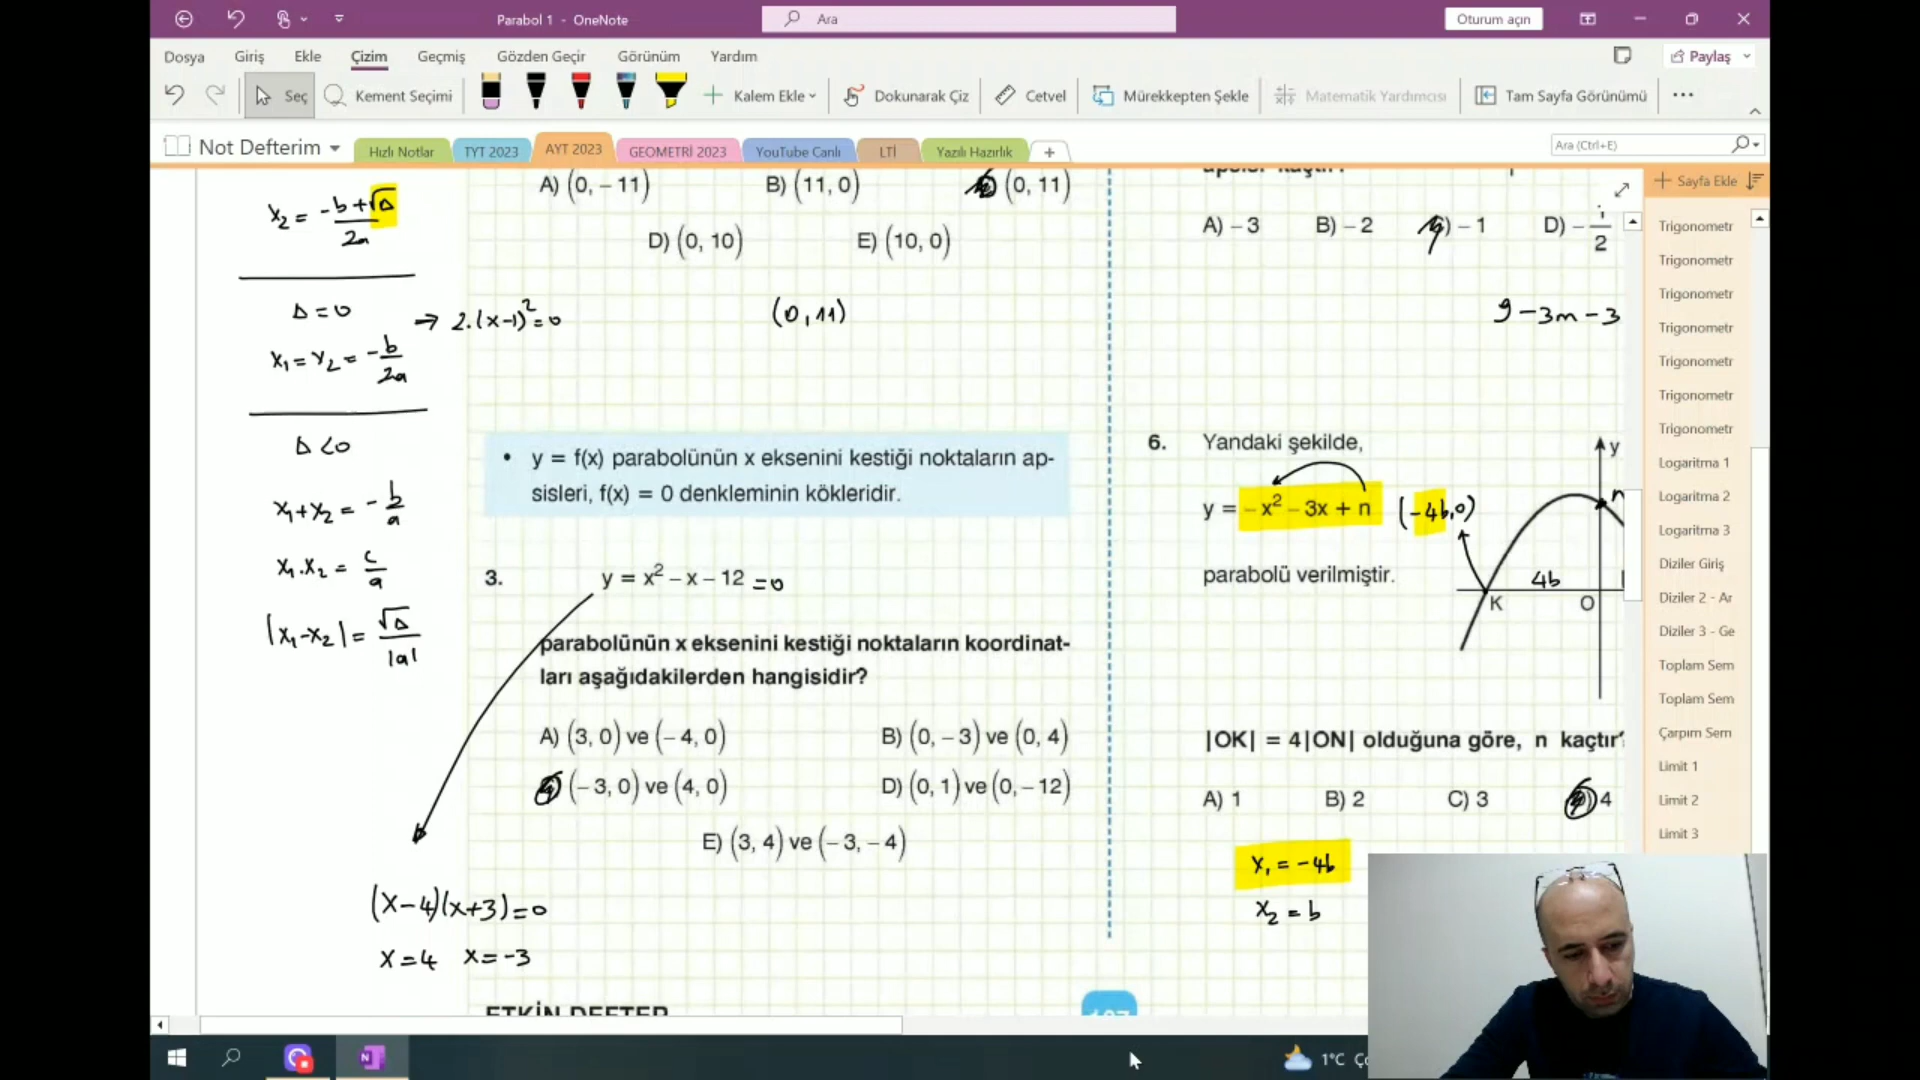 Parabol 1 - OneNote
Ara
Oturum açın
Dosya Giriş Ekle Çizim Geçmiş Gözden Geçir Görünüm Yardım
Paylaş
Seç Kement Seçimi Kalem Ekle Dokunarak Çiz Cetvel Mürekkepten Şekle Matematik Yardımcısı Tam Sayfa Görünümü
Not Defterim
Hızlı Notlar TYT 2023 AYT 2023 GEOMETRİ 2023 YouTube Canlı LTİ Yazılı Hazırlık +
Ara (Ctrl+E)
Sayfa Ekle
x₂ = -b+√Δ / 2a
Δ = 0
x₁ = x₂ = -b/2a
→ 2.(x-1)² = 0
Δ < 0
x₁+x₂ = -b/a
x₁.x₂ = c/a
|x₁-x₂| = √Δ/|a|
A) (0, – 11) B) (11, 0) (0, 11)
D) (0, 10) E) (10, 0)
(0,11)
• y = f(x) parabolünün x eksenini kestiği noktaların ap-
sisleri, f(x) = 0 denkleminin kökleridir.
3. y = x² – x – 12 = 0
parabolünün x eksenini kestiği noktaların koordinat-
ları aşağıdakilerden hangisidir?
A) (3, 0) ve (– 4, 0) B) (0, – 3) ve (0, 4)
(– 3, 0) ve (4, 0) D) (0, 1) ve (0, – 12)
E) (3, 4) ve (– 3, – 4)
(x-4)(x+3)=0
x=4 x=-3
ETKİN DEFTER
A) – 3 B) – 2 ) – 1 D) – 1/2
9-3m-3
6. Yandaki şekilde,
y = – x² – 3x + n (-4b,0)
parabolü verilmiştir.
y
n
4b
K O
|OK| = 4|ON| olduğuna göre, n kaçtır
A) 1 B) 2 C) 3 ) 4
x₁ = -4b
x₂ = b
Trigonometr
Trigonometr
Trigonometr
Trigonometr
Trigonometr
Trigonometr
Trigonometr
Logaritma 1
Logaritma 2
Logaritma 3
Diziler Giriş
Diziler 2 - Ar
Diziler 3 - Ge
Toplam Sem
Toplam Sem
Çarpım Sem
Limit 1
Limit 2
Limit 3
1°C